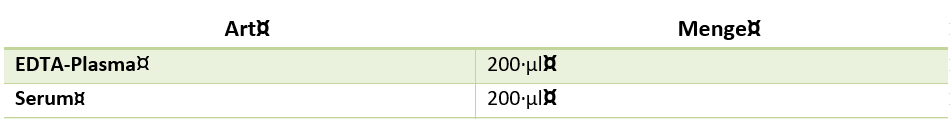 Art¤ Menge¤
EDTA-Plasma¤ 200·µl¤
Serum¤ 200·µl¤